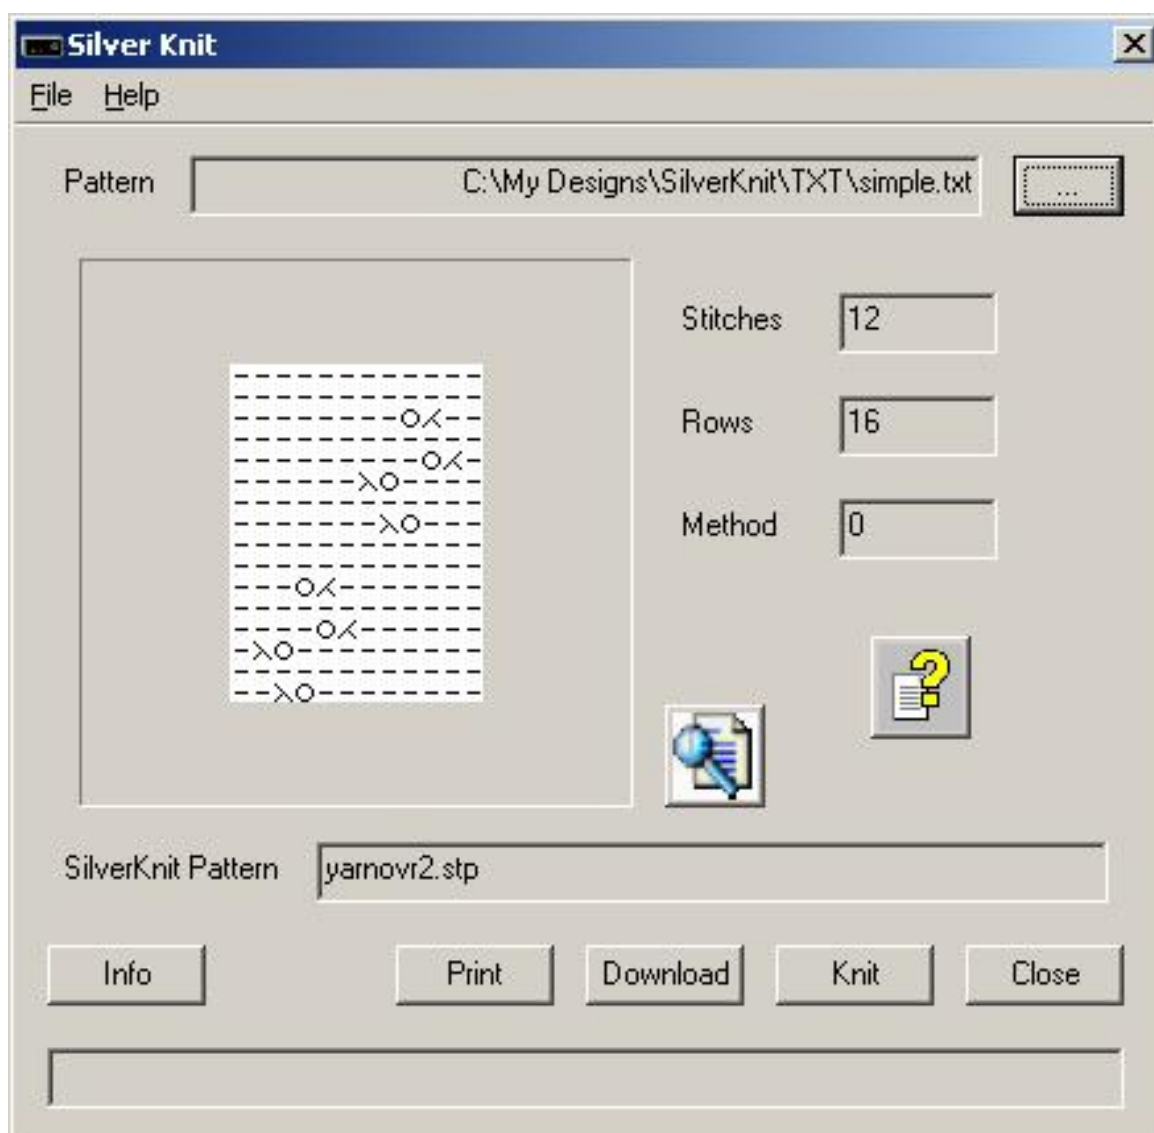 Silver Knit
File Help
Pattern C:\My Designs\SilverKnit\TXT\simple.txt ...
Stitches 12
Rows 16
Method 0
SilverKnit Pattern yarnovr2.stp
Info Print Download Knit Close